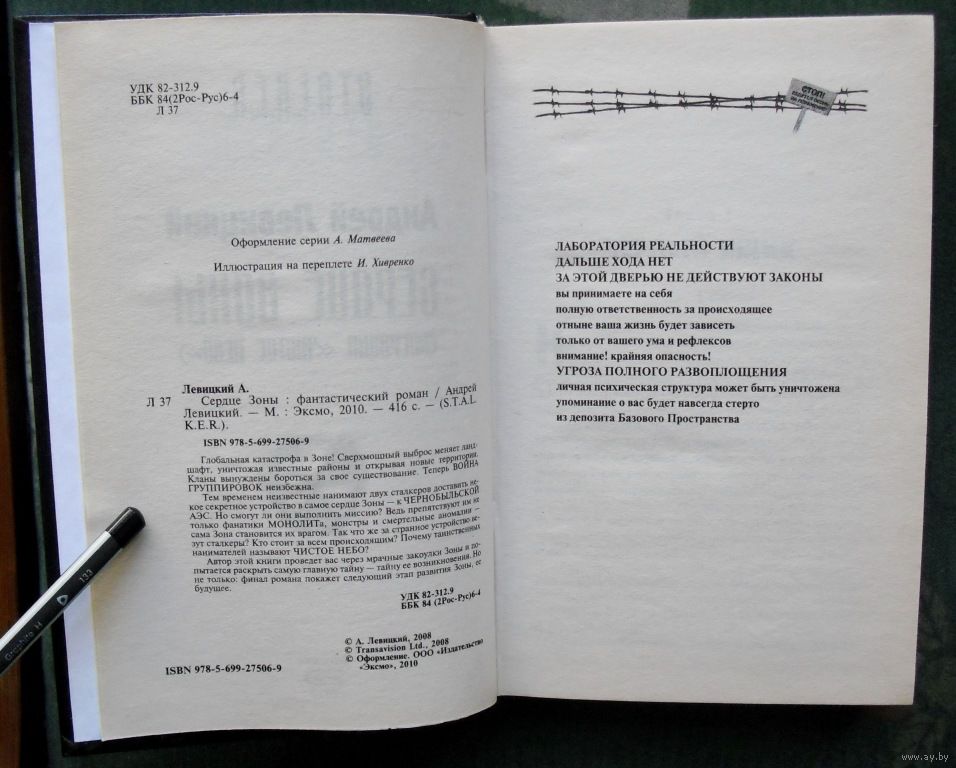 УДК 82-312.9
ББК 84(2Рос-Рус)6-4
Л 37
Оформление серии А. Матвеева
Иллюстрация на переплете И. Хивренко
Левицкий А.
Л 37 Сердце Зоны : фантастический роман / Андрей
Левицкий. — М. : Эксмо, 2010. — 416 с. — (S.T.A.L.
K.E.R.).
ISBN 978-5-699-27506-9
Глобальная катастрофа в Зоне! Сверхмощный выброс меняет ланд-
шафт, уничтожая известные районы и открывая новые территории.
Кланы вынуждены бороться за свое существование. Теперь ВОЙНА
ГРУППИРОВОК неизбежна.
Тем временем неизвестные нанимают двух сталкеров доставить не-
кое секретное устройство в самое сердце Зоны — к ЧЕРНОБЫЛЬСКОЙ
АЭС. Но смогут ли они выполнить миссию? Ведь препятствуют им не
только фанатики МОНОЛИТа, монстры и смертельные аномалии —
сама Зона становится их врагом. Так что же за странное устройство ве-
зут сталкеры? Кто стоит за всем происходящим? Почему таинственных
нанимателей называют ЧИСТОЕ НЕБО?
Автор этой книги проведет вас через мрачные закоулки Зоны и по-
пытается раскрыть самую главную тайну — тайну ее возникновения. Но
не только: финал романа покажет следующий этап развития Зоны, ее
будущее.
УДК 82-312.9
ББК 84 (2Рос-Рус)6-4
© А. Левицкий, 2008
© Transavision Ltd., 2008
© Оформление. ООО «Издательство
«Эксмо», 2010
ISBN 978-5-699-27506-9
СТОП!
ЛАБОРАТОРИЯ РЕАЛЬНОСТИ
ДАЛЬШЕ ХОДА НЕТ
ЗА ЭТОЙ ДВЕРЬЮ НЕ ДЕЙСТВУЮТ ЗАКОНЫ
вы принимаете на себя
полную ответственность за происходящее
отныне ваша жизнь будет зависеть
только от вашего ума и рефлексов
внимание! крайняя опасность!
УГРОЗА ПОЛНОГО РАЗВОПЛОЩЕНИЯ
личная психическая структура может быть уничтожена
упоминание о вас будет навсегда стерто
из депозита Базового Пространства
Graphite H 133
www.ay.by